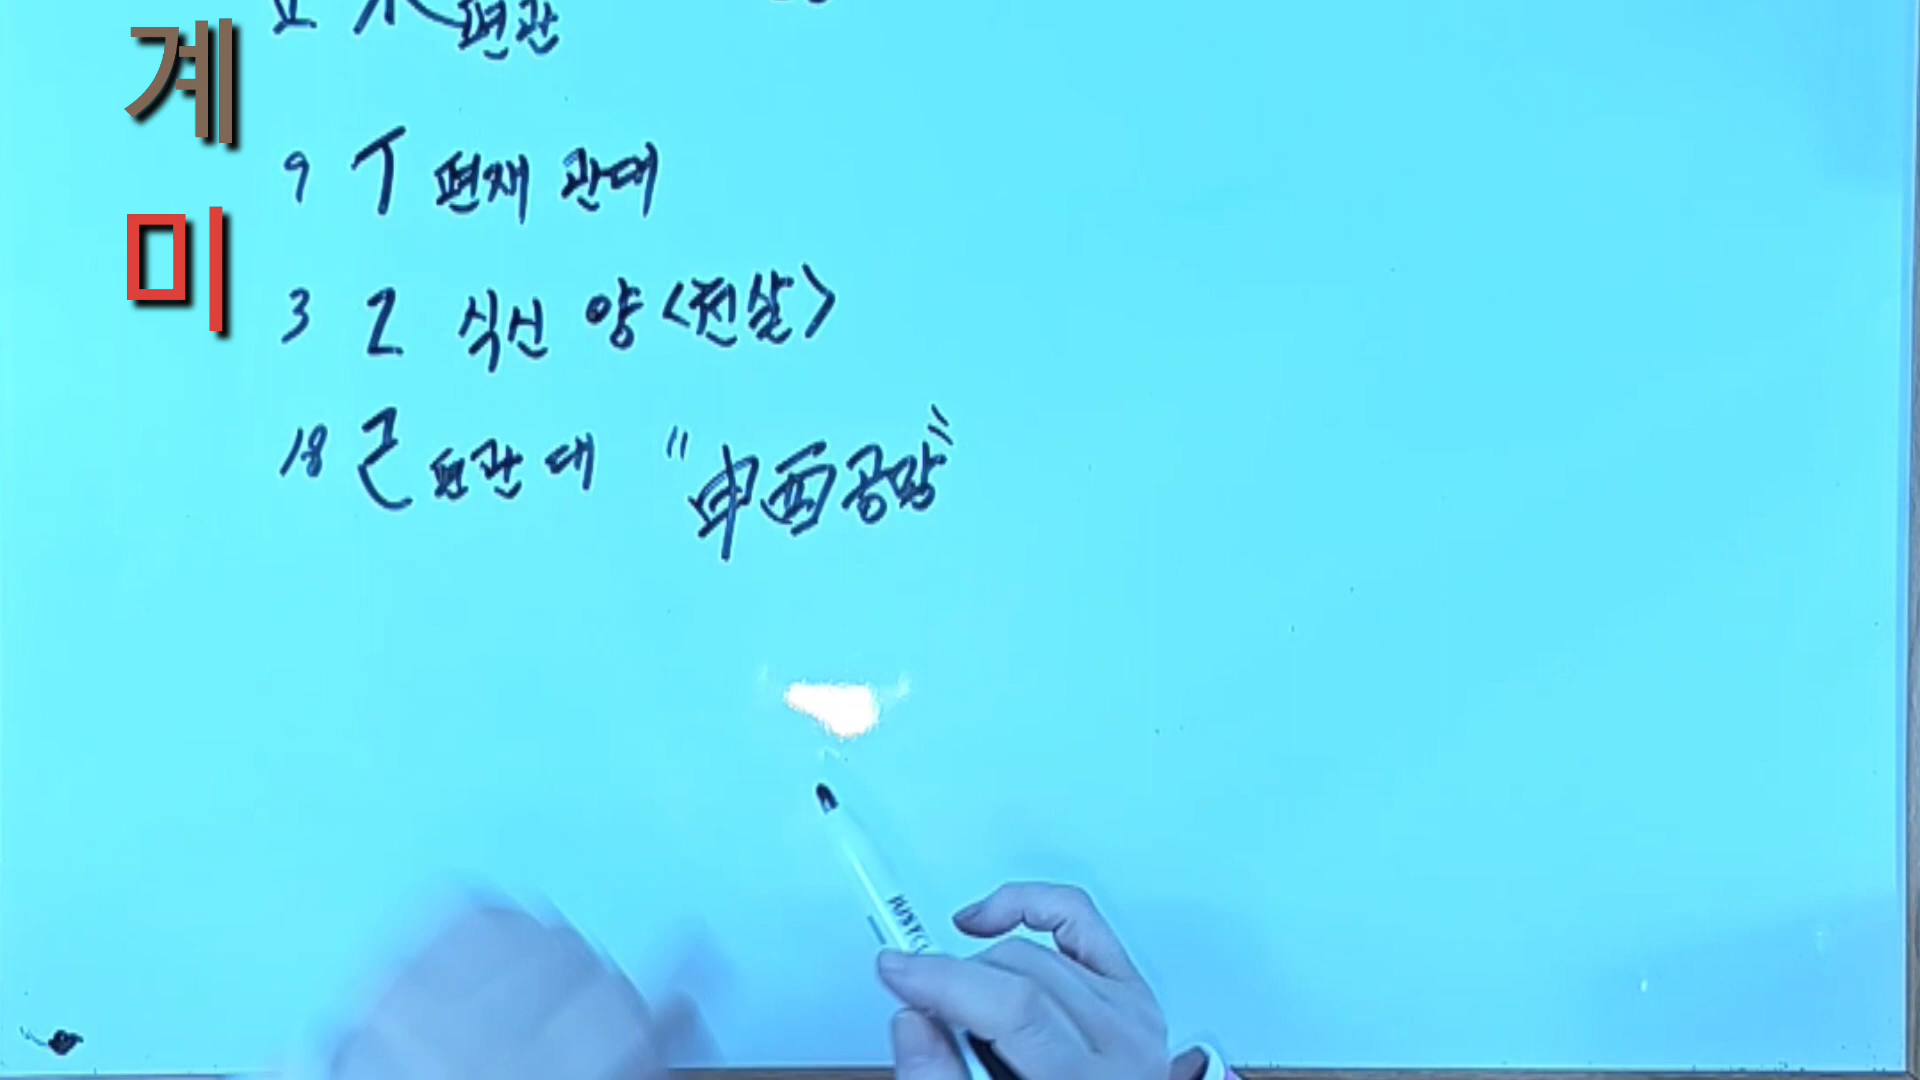 계
미
편관
9 丁 편재 관대
3 乙 식신 양 <천살>
18 己 편관 대 "申酉공망"